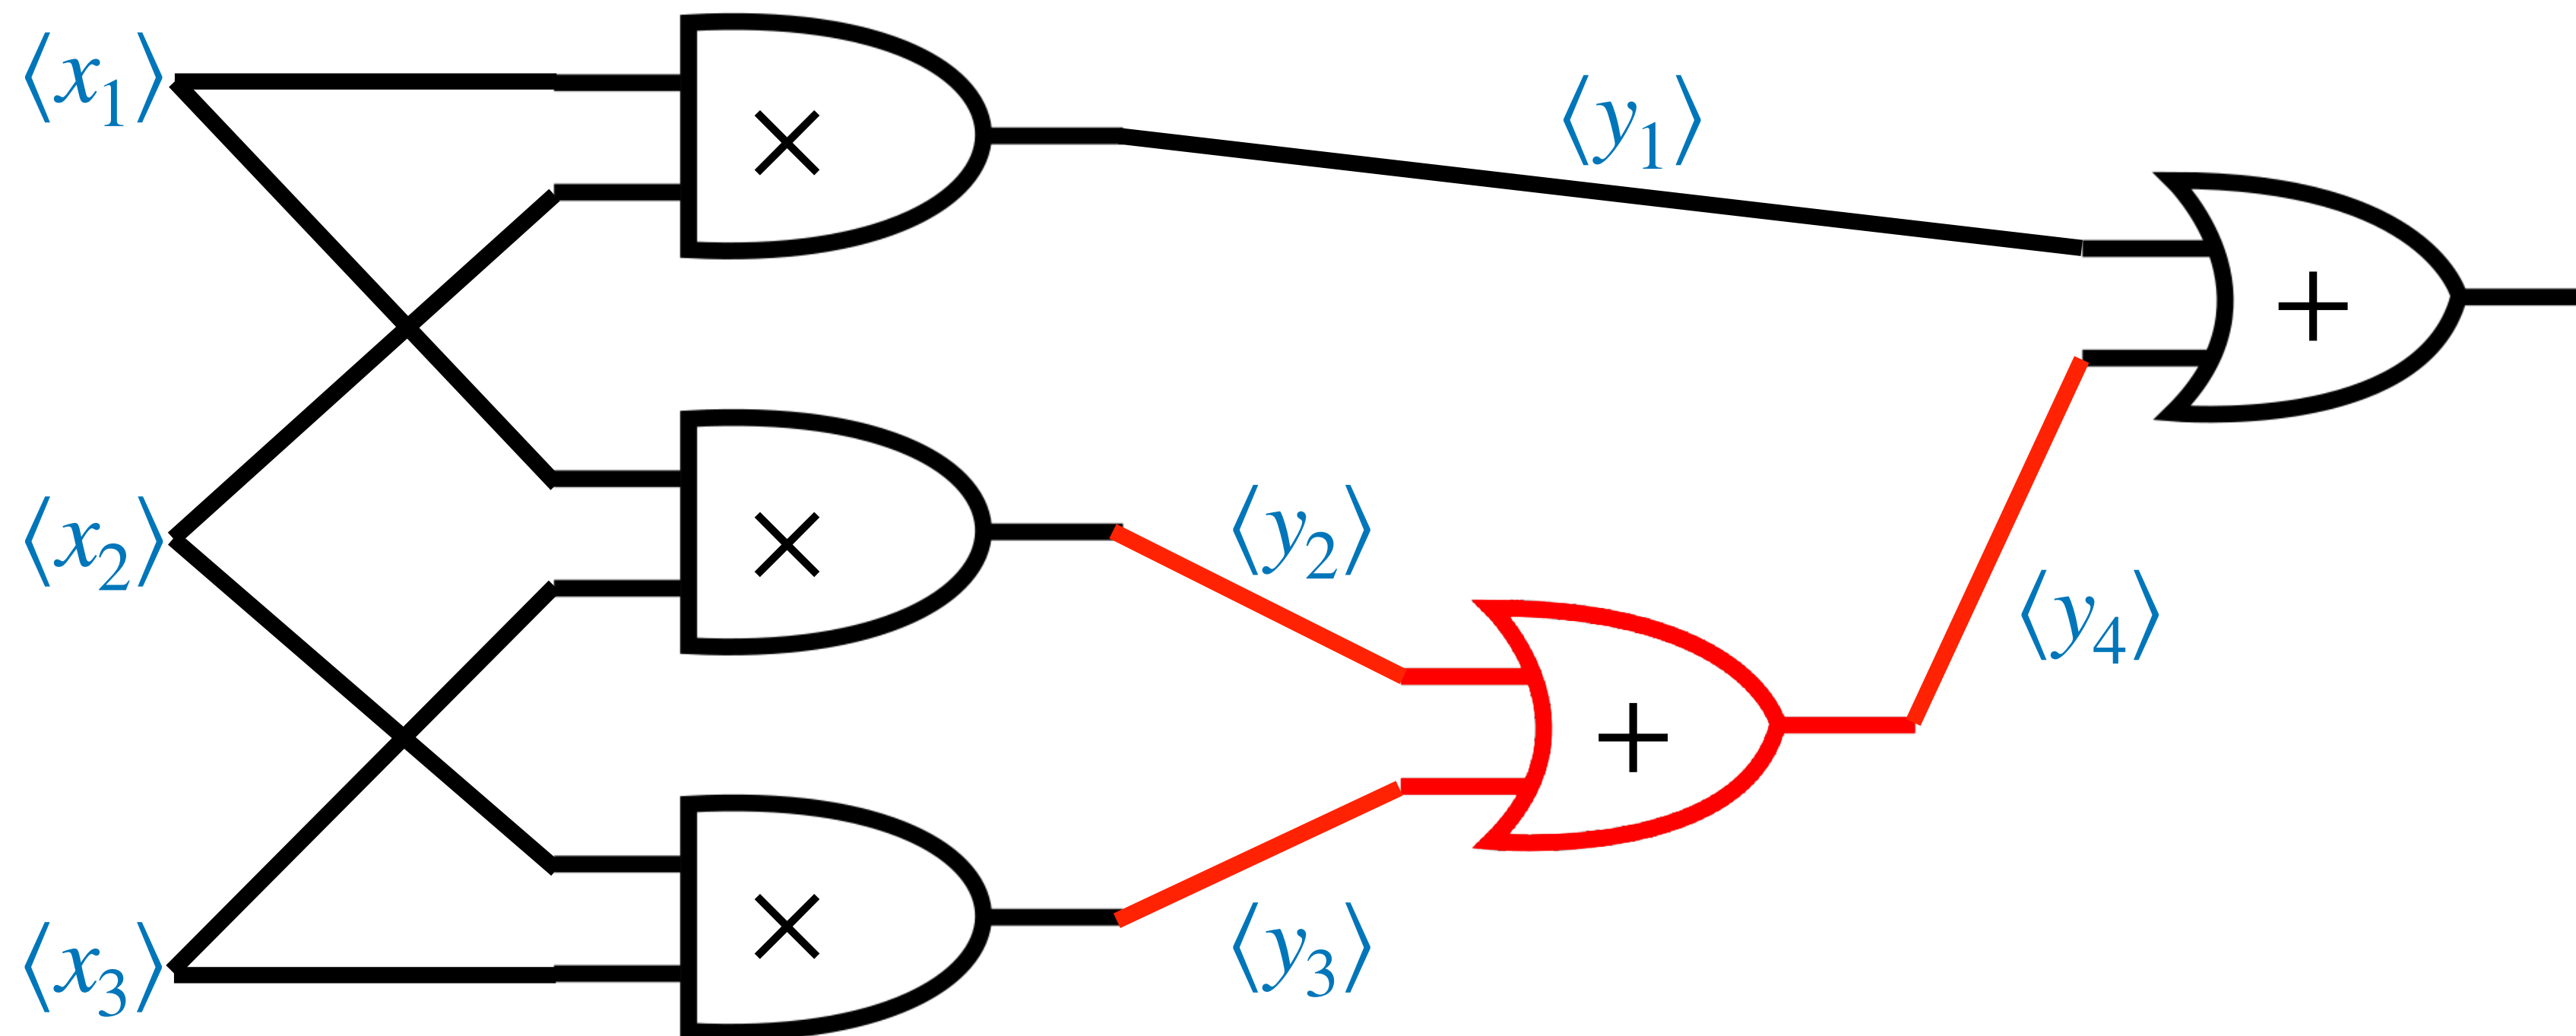 ⟨x₁⟩
×
⟨y₁⟩
+
⟨x₂⟩
×
⟨y₂⟩
+
⟨y₄⟩
⟨x₃⟩
×
⟨y₃⟩